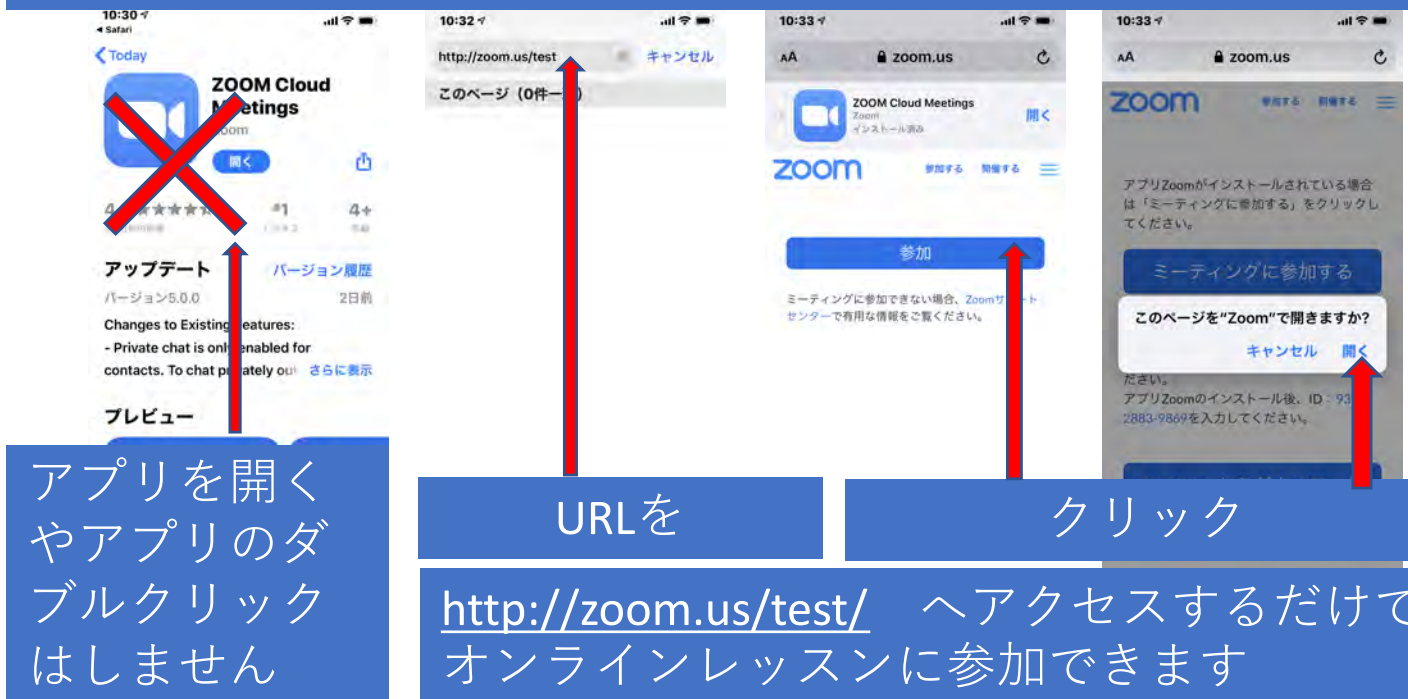 10:30
◀ Safari
Today
ZOOM Cloud
Meetings
Zoom
開く
#1
4+
アップデート
バージョン履歴
バージョン5.0.0
2日前
Changes to Existing Features:
- Private chat is only enabled for
contacts. To chat privately
さらに表示
プレビュー
アプリを開く
やアプリのダ
ブルクリック
はしません
10:32
http://zoom.us/test
キャンセル
このページ（0件一
URLを
10:33
AA
zoom.us
ZOOM Cloud Meetings
Zoom
インストール済み
開く
zoom
参加する
開催する
参加
ミーティングに参加できない場合、Zoomサポート
センターで有用な情報をご覧ください。
10:33
AA
zoom.us
zoom
参加する
開催する
アプリZoomがインストールされている場合
は「ミーティングに参加する」をクリックし
てください。
ミーティングに参加する
このページを“Zoom”で開きますか?
キャンセル
開く
ださい。
アプリZoomのインストール後、ID：93
2883-9869を入力してください。
クリック
http://zoom.us/test/ へアクセスするだけで
オンラインレッスンに参加できます